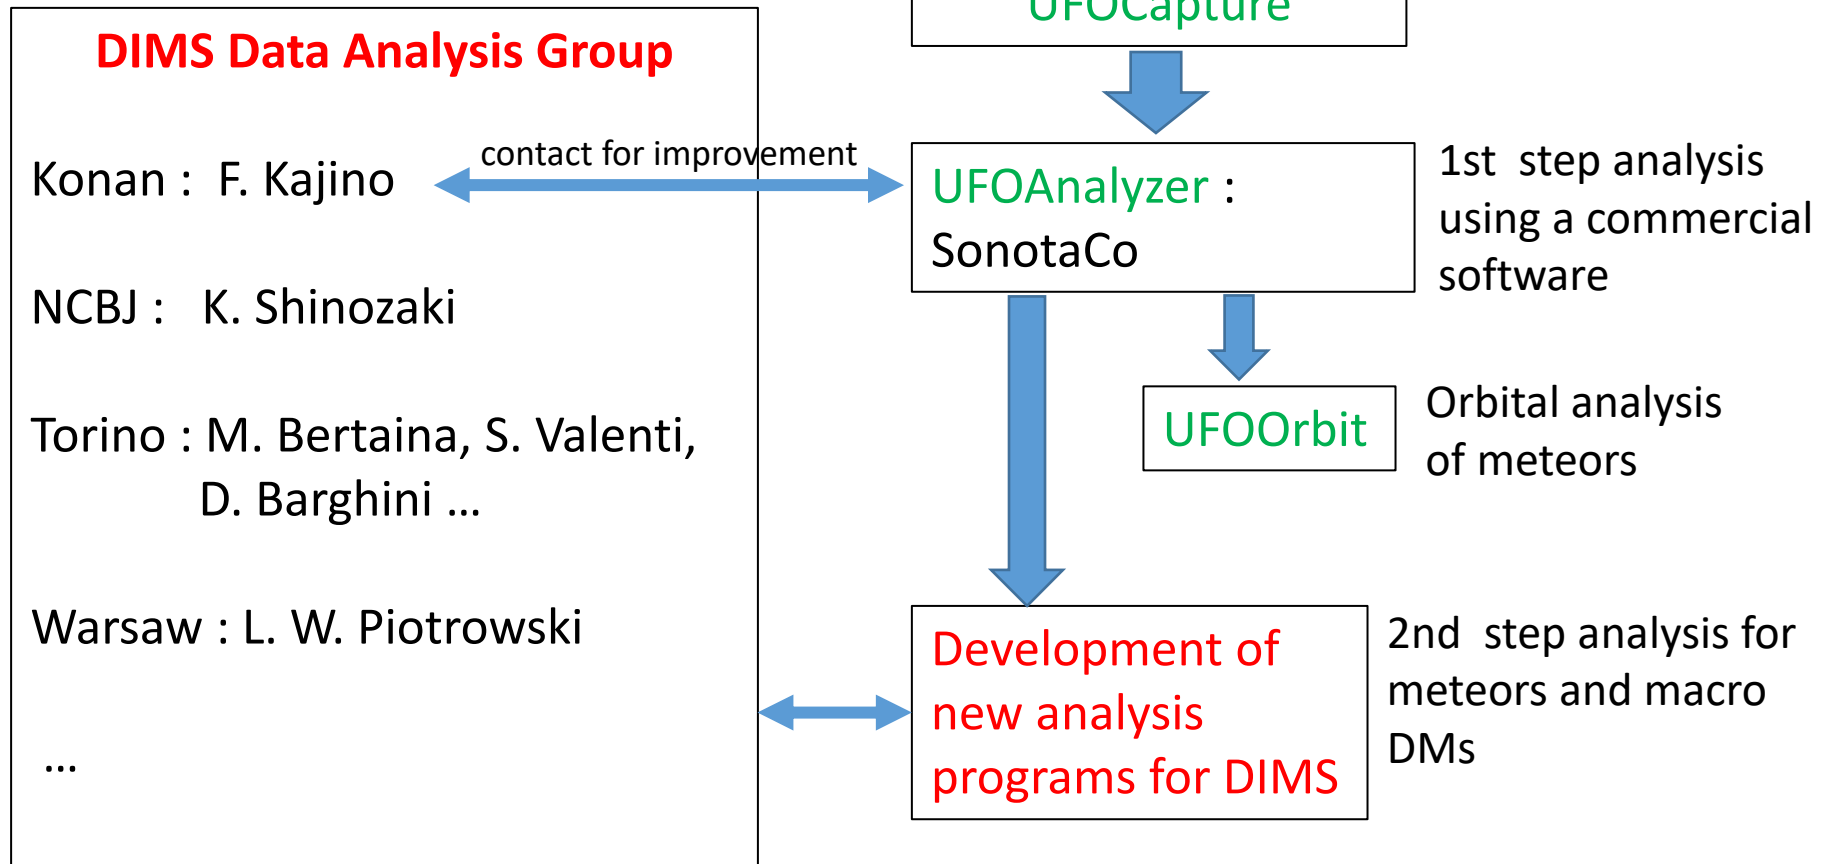 DIMS Data Analysis Group
Konan : F. Kajino
NCBJ : K. Shinozaki
Torino : M. Bertaina, S. Valenti,
D. Barghini ...
Warsaw : L. W. Piotrowski
...
contact for improvement
UFOCapture
UFOAnalyzer :
SonotaCo
1st step analysis
using a commercial
software
UFOOrbit
Orbital analysis
of meteors
Development of
new analysis
programs for DIMS
2nd step analysis for
meteors and macro
DMs